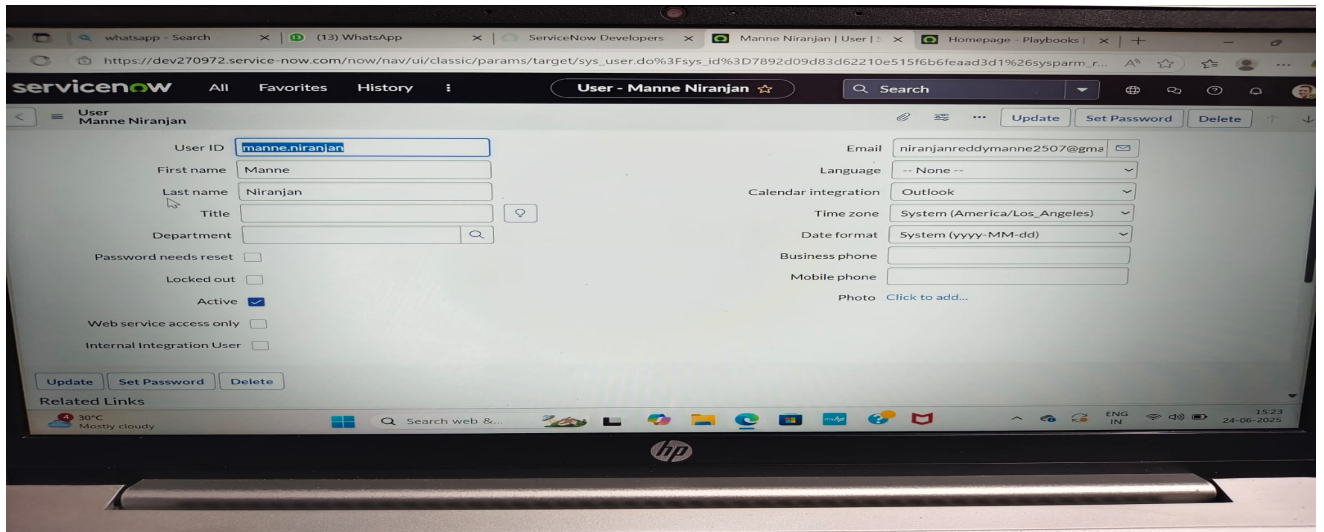 whatsapp - Search
(13) WhatsApp
ServiceNow Developers
Manne Niranjan | User | S
Homepage - Playbooks |
https://dev270972.service-now.com/now/nav/ui/classic/params/target/sys_user.do%3Fsys_id%3D7892d09d83d62210e515f6b6feaad3d1%26sysparm_r...
servicenow All Favorites History User - Manne Niranjan Search
User
Manne Niranjan
Update Set Password Delete
User ID manne.niranjan
First name Manne
Last name Niranjan
Title
Department
Password needs reset
Locked out
Active
Web service access only
Internal Integration User
Email niranjanreddymanne2507@gma
Language -- None --
Calendar integration Outlook
Time zone System (America/Los_Angeles)
Date format System (yyyy-MM-dd)
Business phone
Mobile phone
Photo Click to add...
Update Set Password Delete
Related Links
4
30°C
Mostly cloudy
Search web &...
myhp
ENG
IN
15:23
24-06-2025
hp